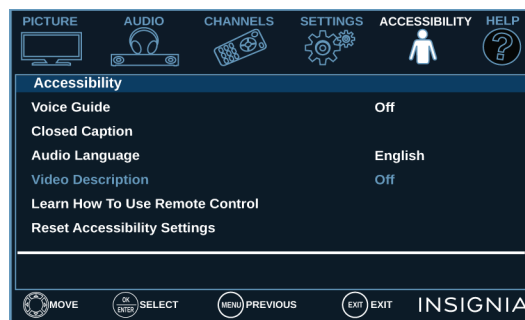 PICTURE AUDIO CHANNELS SETTINGS ACCESSIBILITY HELP
Accessibility
Voice Guide Off
Closed Caption
Audio Language English
Video Description Off
Learn How To Use Remote Control
Reset Accessibility Settings
MOVE OK ENTER SELECT MENU PREVIOUS EXIT EXIT INSIGNIA